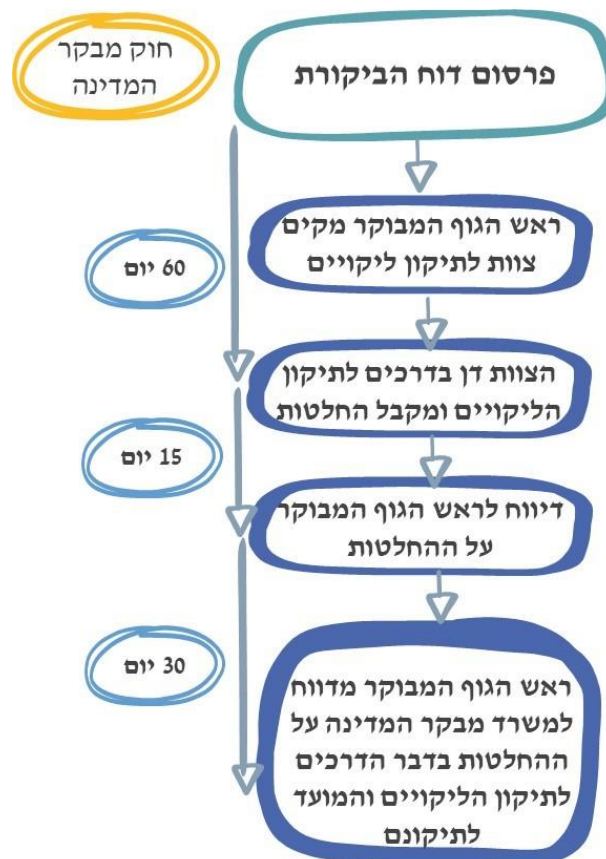 חוק מבקר
המדינה
פרסום דוח הביקורת
ראש הגוף המבוקר מקים
צוות לתיקון ליקויים
60 יום
הצוות דן בדרכים לתיקון
הליקויים ומקבל החלטות
15 יום
דיווח לראש הגוף המבוקר
על ההחלטות
30 יום
ראש הגוף המבוקר מדווח
למשרד מבקר המדינה על
ההחלטות בדבר הדרכים
לתיקון הליקויים והמועד
לתיקונם